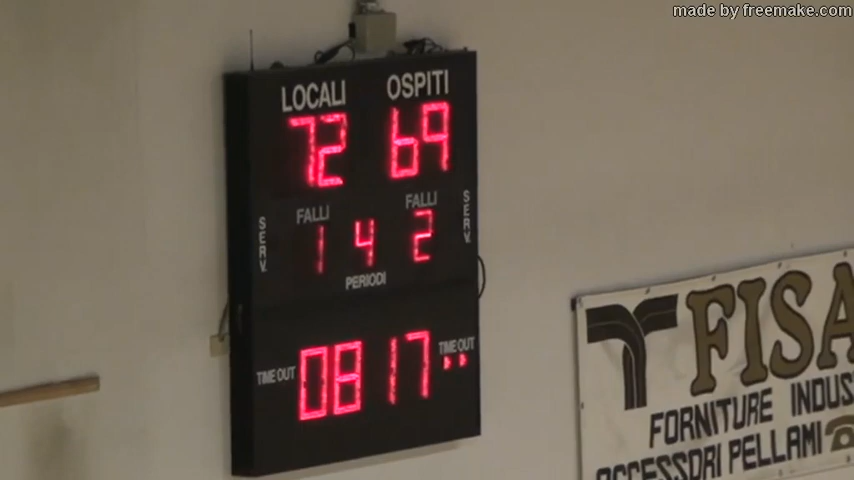 made by freemake.com
LOCALI OSPITI
72 69
FALLI FALLI
SERV. SERV.
1 4 2
PERIODI
TIME OUT 08 17 TIME OUT
FISA
FORNITURE INDUS
ACCESSORI PELLAMI